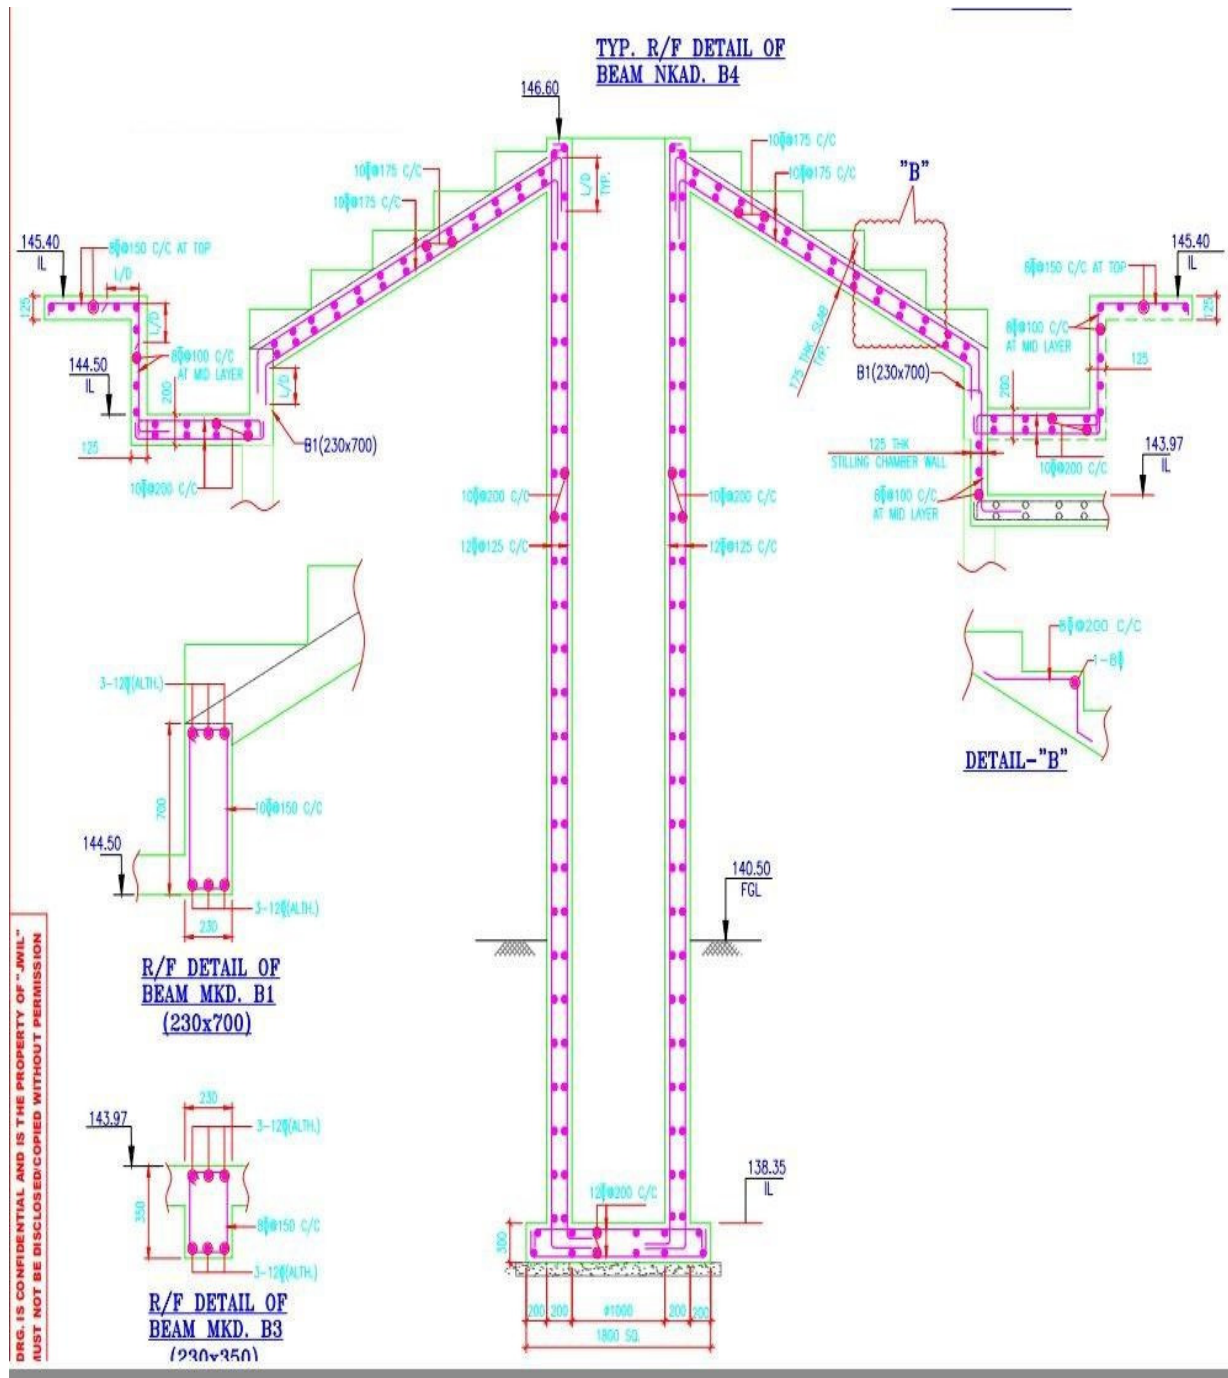 TYP. R/F DETAIL OF
BEAM NKAD. B4
146.60
10@175 C/C
10@175 C/C
L/D
TYP.
10@175 C/C
10@175 C/C
"B"
145.40
IL
8@150 C/C AT TOP
L/D
125
L/D
8@100 C/C
AT MID LAYER
144.50
IL
200
125
10@200 C/C
L/D
B1(230x700)
175 THK SLAB
TYP.
B1(230x700)
145.40
IL
8@150 C/C AT TOP
125
8@100 C/C
AT MID LAYER
125
200
125 THK
STILLING CHAMBER WALL
10@200 C/C
143.97
IL
8@100 C/C
AT MID LAYER
10@200 C/C
10@200 C/C
12@125 C/C
12@125 C/C
3-12(ALTH.)
700
10@150 C/C
144.50
3-12(ALTH.)
230
R/F DETAIL OF
BEAM MKD. B1
(230x700)
8@200 C/C
1-8
DETAIL-"B"
140.50
FGL
230
143.97
3-12(ALTH.)
350
8@150 C/C
3-12(ALTH.)
R/F DETAIL OF
BEAM MKD. B3
(230x350)
138.35
IL
12@200 C/C
300
200 200 ø1000 200 200
1800 SQ.
DRG. IS CONFIDENTIAL AND IS THE PROPERTY OF "JWIL"
MUST NOT BE DISCLOSED/COPIED WITHOUT PERMISSION